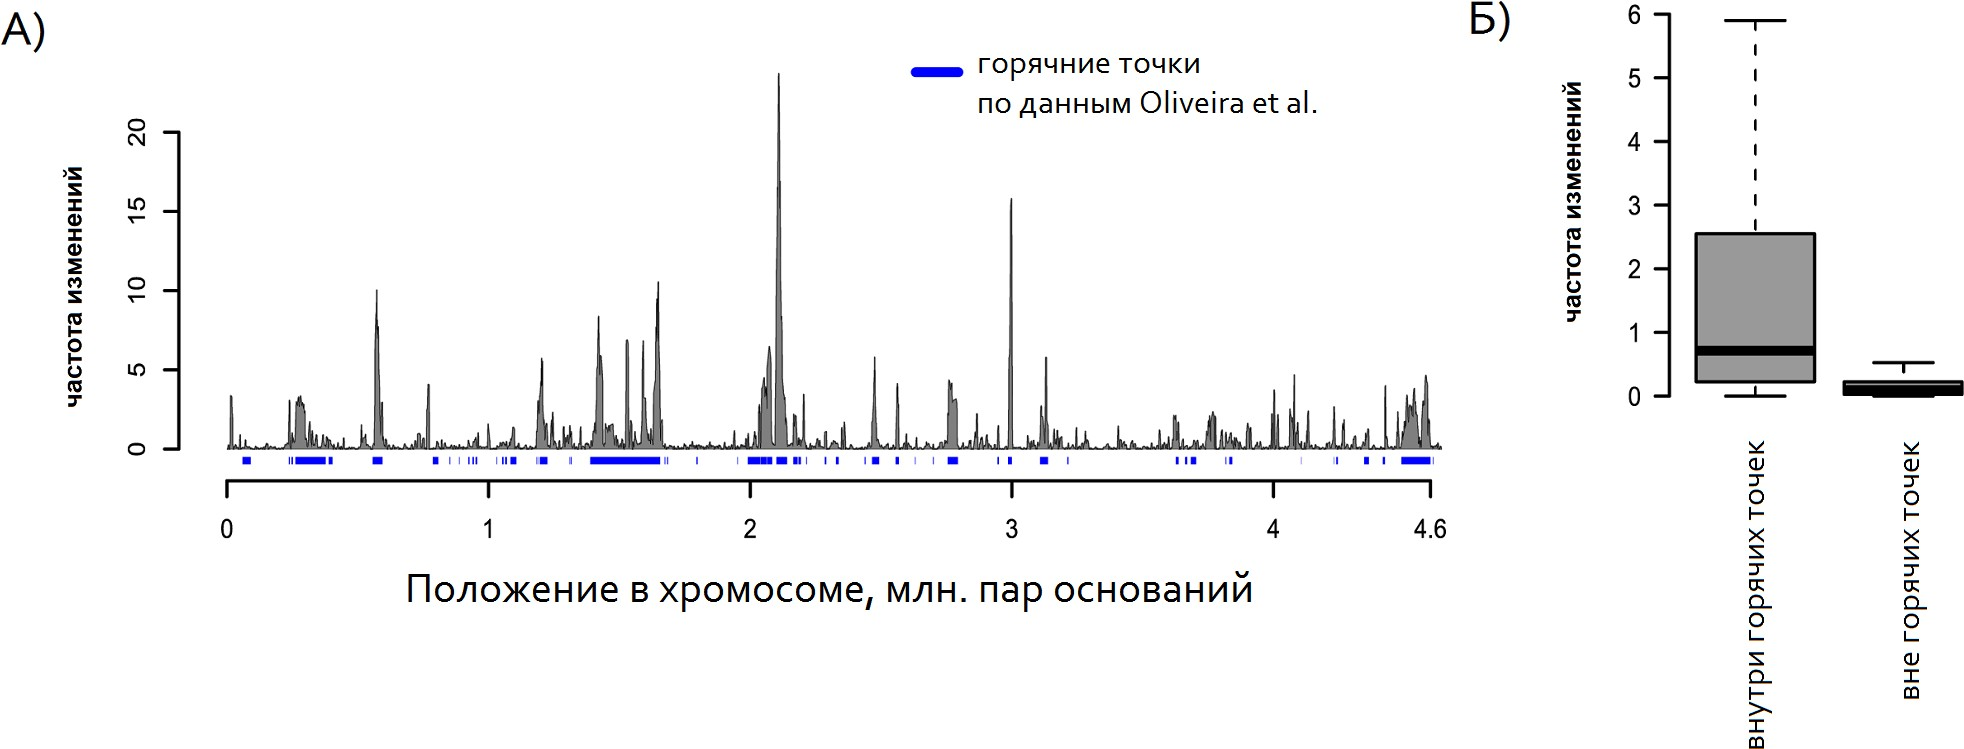 А)
горячние точки
по данным Oliveira et al.
частота изменений
20
15
10
5
0
0 1 2 3 4 4.6
Положение в хромосоме, млн. пар оснований
Б)
частота изменений
6
5
4
3
2
1
0
внутри горячих точек
вне горячих точек